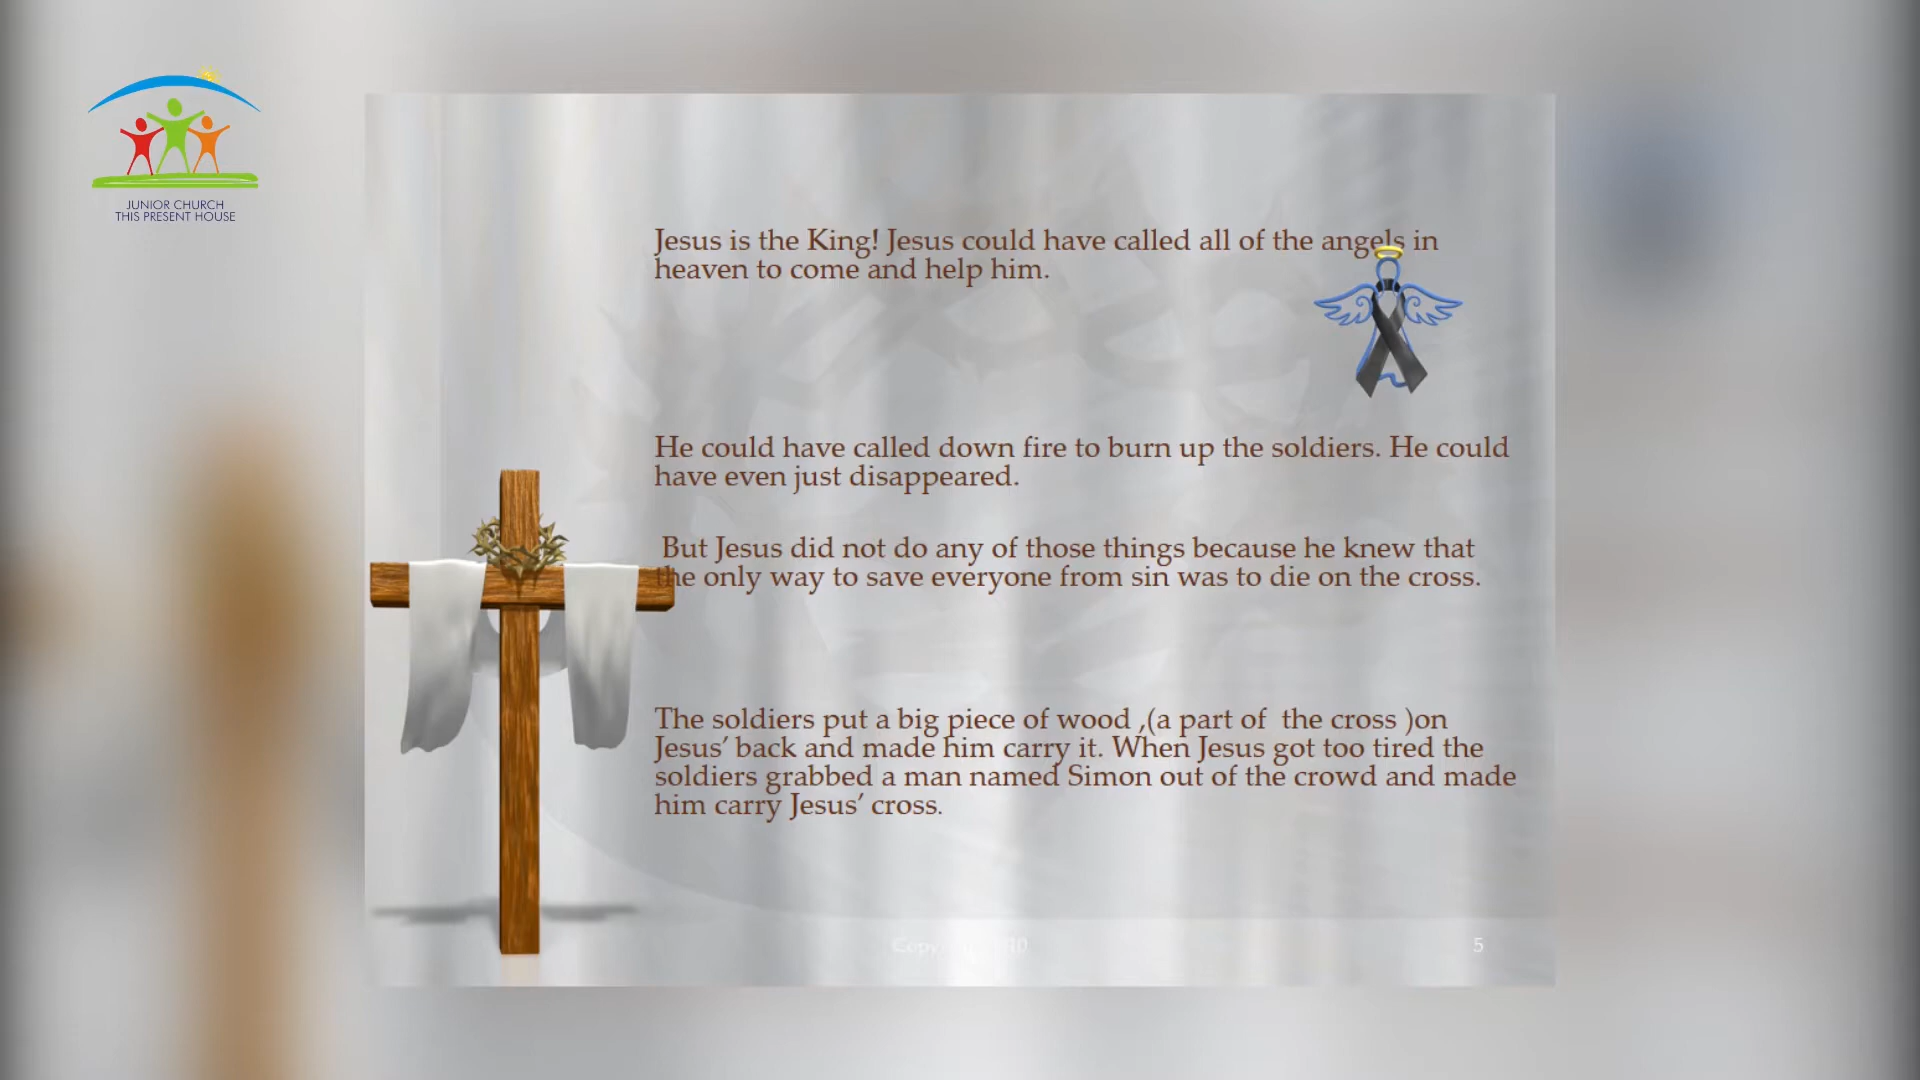 JUNIOR CHURCH
THIS PRESENT HOUSE
Jesus is the King! Jesus could have called all of the angels in
heaven to come and help him.
He could have called down fire to burn up the soldiers. He could
have even just disappeared.
But Jesus did not do any of those things because he knew that
the only way to save everyone from sin was to die on the cross.
The soldiers put a big piece of wood ,(a part of  the cross )on
Jesus’ back and made him carry it. When Jesus got too tired the
soldiers grabbed a man named Simon out of the crowd and made
him carry Jesus’ cross.
5